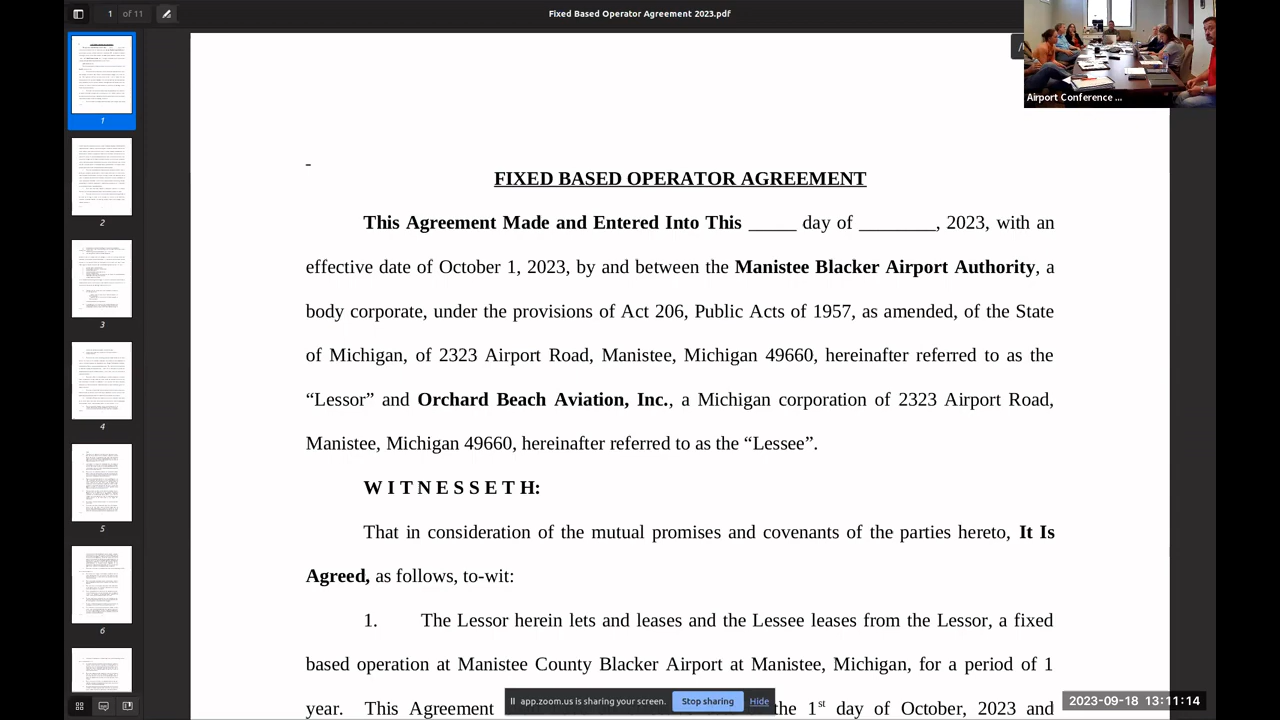 1 of 11
Fixed Based Operator Agreement 2023.pdf
Airport Conference ...
1
2
3
4
5
6
FIXED BASED OPERATOR AGREEMENT
This Agreement Made and Entered Into This _____ day of ________, 2023, with an
effective date of October 1, 2023, by and between the Manistee Blacker Airport Authority, a
body corporate, under the provisions of Act 206, Public Acts of 1957, as amended, of the State
of Michigan, of 2323 Airport Road, Manistee, Michigan 49660, hereinafter referred to as the
“Lessor” and Orchard Beach Aviation, Inc., a Michigan corporation of 2323 Airport Road,
Manistee, Michigan 49660, hereinafter referred to as the “Lessee”.
W I T N E S S E T H:
That in consideration of the mutual promises and covenants of the parties hereto, It Is
Agreed as follows, to-wit:
1. The Lessor herein lets and leases and the Lessee leases from the Lessor, a fixed
based operation at Manistee County Blacker Airport at Manistee, Michigan, for a period of 1
year. This Agreement the 1st day of October, 2023 and
app.zoom.us is sharing your screen. Stop sharing Hide
2023-09-18 13:11:14